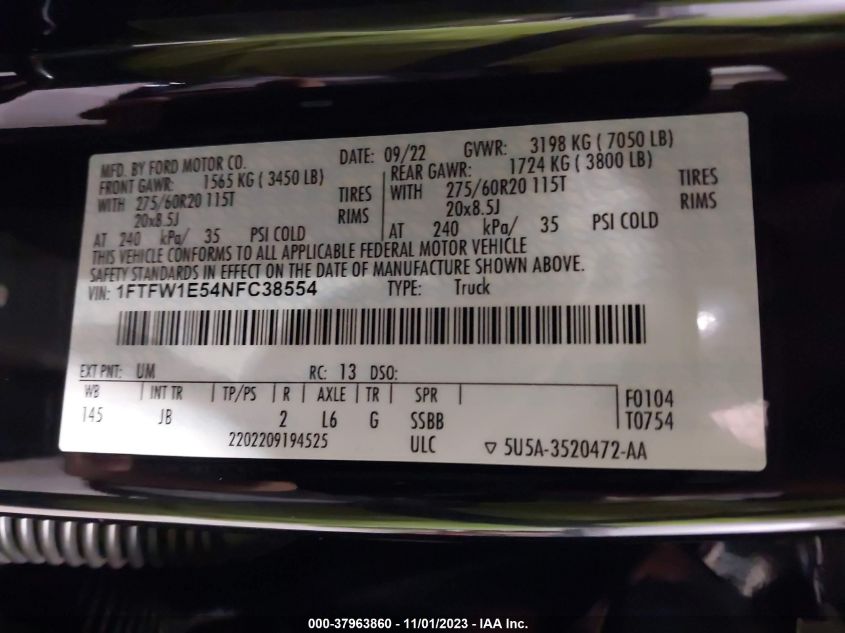 MFD. BY FORD MOTOR CO. DATE: 09/22 GVWR: 3198 KG ( 7050 LB)
FRONT GAWR: 1565 KG ( 3450 LB) REAR GAWR: 1724 KG ( 3800 LB)
WITH 275/60R20 115T TIRES WITH 275/60R20 115T TIRES
20x8.5J RIMS 20x8.5J RIMS
AT 240 kPa/ 35 PSI COLD AT 240 kPa/ 35 PSI COLD
THIS VEHICLE CONFORMS TO ALL APPLICABLE FEDERAL MOTOR VEHICLE
SAFETY STANDARDS IN EFFECT ON THE DATE OF MANUFACTURE SHOWN ABOVE.
VIN: 1FTFW1E54NFC38554 TYPE: Truck
EXT PNT: UM RC: 13 DSO:
WB INT TR TP/PS R AXLE TR SPR F0104
145 JB 2 L6 G SSBB T0754
2202209194525 ULC ▽ 5U5A-3520472-AA
000-37963860 - 11/01/2023 - IAA Inc.